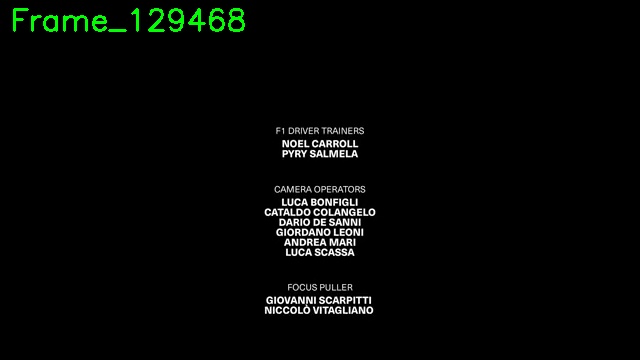 Frame_129468
F1 DRIVER TRAINERS
NOEL CARROLL
PYRY SALMELA
CAMERA OPERATORS
LUCA BONFIGLI
CATALDO COLANGELO
DARIO DE SANNI
GIORDANO LEONI
ANDREA MARI
LUCA SCASSA
FOCUS PULLER
GIOVANNI SCARPITTI
NICCOLÒ VITAGLIANO